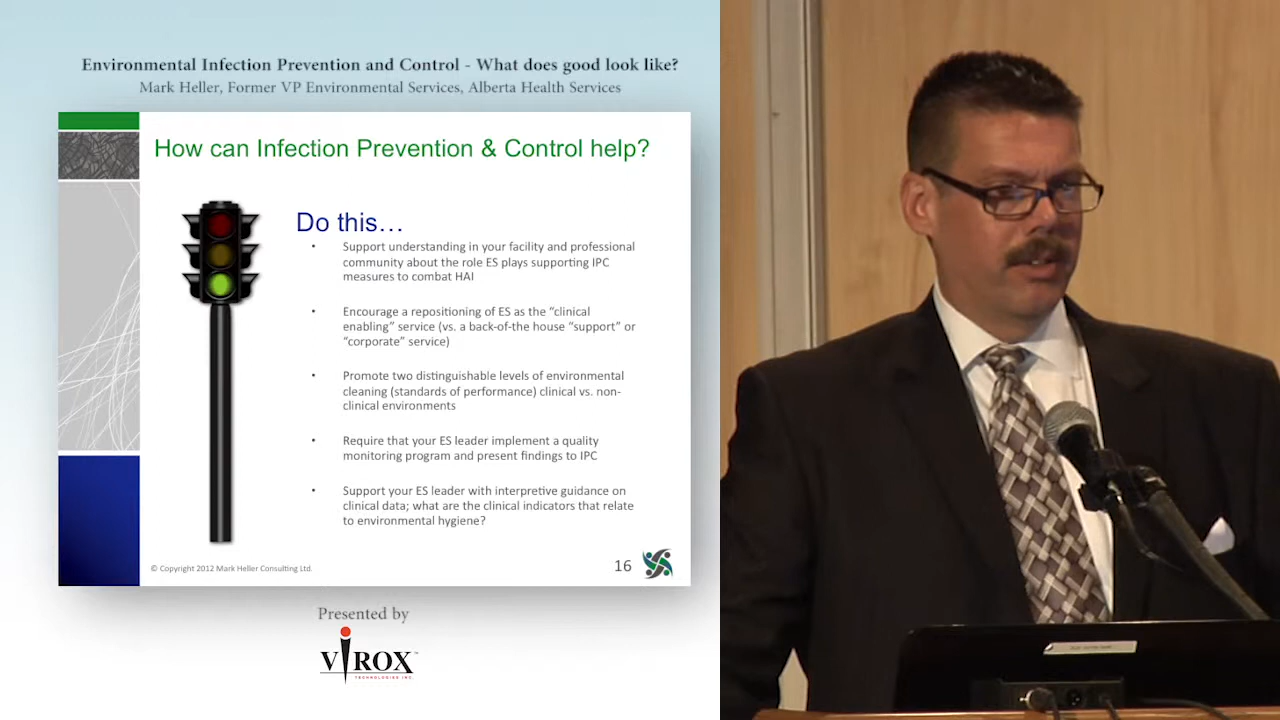 Environmental Infection Prevention and Control - What does good look like?
Mark Heller, Former VP Environmental Services, Alberta Health Services
How can Infection Prevention & Control help?
Do this…
• Support understanding in your facility and professional
community about the role ES plays supporting IPC
measures to combat HAI
• Encourage a repositioning of ES as the “clinical
enabling” service (vs. a back-of-the house “support” or
“corporate” service)
• Promote two distinguishable levels of environmental
cleaning (standards of performance) clinical vs. non-
clinical environments
• Require that your ES leader implement a quality
monitoring program and present findings to IPC
• Support your ES leader with interpretive guidance on
clinical data; what are the clinical indicators that relate
to environmental hygiene?
© Copyright 2012 Mark Heller Consulting Ltd.
16
Presented by
VIROX™
TECHNOLOGIES INC.